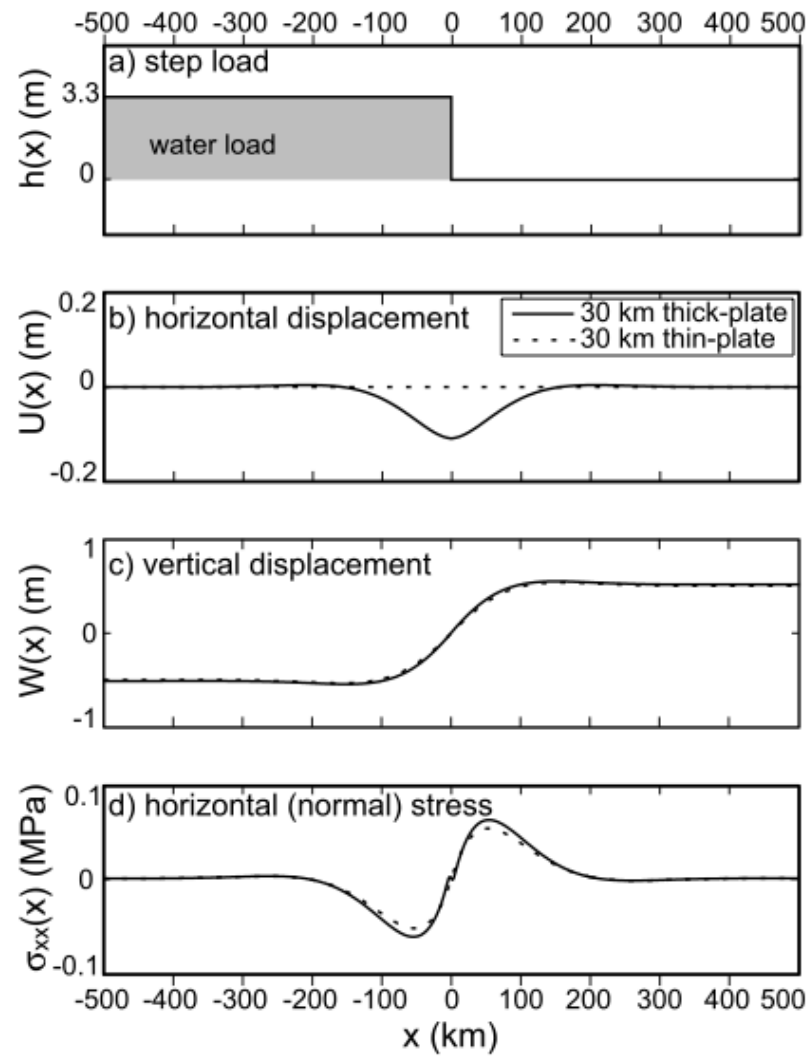 -500 -400 -300 -200 -100 0 100 200 300 400 500
a) step load
3.3
water load
0
h(x) (m)
0.2
b) horizontal displacement
30 km thick-plate
30 km thin-plate
0
-0.2
U(x) (m)
1
c) vertical displacement
0
-1
W(x) (m)
0.1
d) horizontal (normal) stress
0
-0.1
σxx(x) (MPa)
-500 -400 -300 -200 -100 0 100 200 300 400 500
x (km)